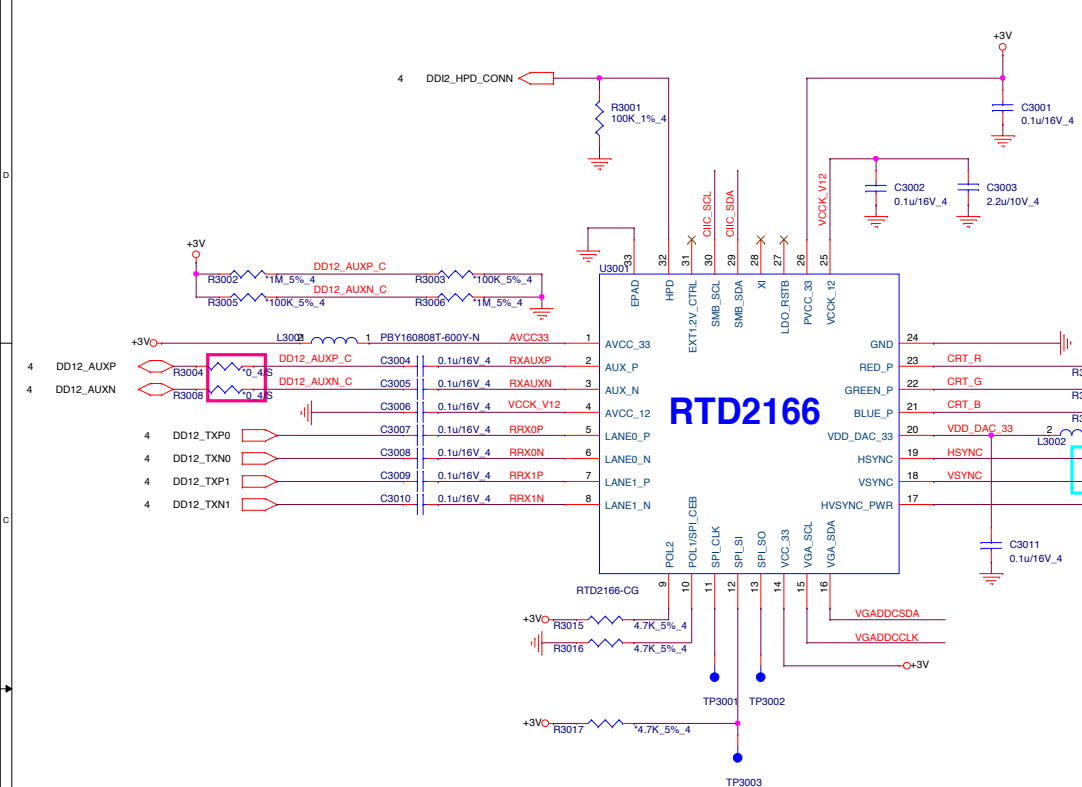 +3V
4 DDI2_HPD_CONN
R3001
100K_1%_4
C3001
0.1u/16V_4
D
CIIC_SCL
CIIC_SDA
VCCK_V12
C3002
0.1u/16V_4
C3003
2.2u/10V_4
+3V
R3002 *1M_5%_4 DD12_AUXP_C R3003 *100K_5%_4
R3005 *100K_5%_4 DD12_AUXN_C R3006 *1M_5%_4
U3001
33 32 31 30 29 28 27 26 25
EPAD
HPD
EXT1.2V_CTRL
SMB_SCL
SMB_SDA
XI
LDO_RSTB
PVCC_33
VCCK_12
+3V 2 1 PBY160808T-600Y-N AVCC33 1 AVCC_33 GND 24
4 DD12_AUXP R3004 *0_4/S DD12_AUXP_C C3004 0.1u/16V_4 RXAUXP 2 AUX_P RED_P 23 CRT_R
4 DD12_AUXN R3008 *0_4/S DD12_AUXN_C C3005 0.1u/16V_4 RXAUXN 3 AUX_N GREEN_P 22 CRT_G
C3006 0.1u/16V_4 VCCK_V12 4 AVCC_12 BLUE_P 21 CRT_B
RTD2166
4 DD12_TXP0 C3007 0.1u/16V_4 RRX0P 5 LANE0_P VDD_DAC_33 20 VDD_DAC_33 2 L3002
4 DD12_TXN0 C3008 0.1u/16V_4 RRX0N 6 LANE0_N HSYNC 19 HSYNC
4 DD12_TXP1 C3009 0.1u/16V_4 RRX1P 7 LANE1_P VSYNC 18 VSYNC
4 DD12_TXN1 C3010 0.1u/16V_4 RRX1N 8 LANE1_N HVSYNC_PWR 17
C
POL2
POL1/SPI_CEB
SPI_CLK
SPI_SI
SPI_SO
VCC_33
VGA_SCL
VGA_SDA
9 10 11 12 13 14 15 16
C3011
0.1u/16V_4
RTD2166-CG
+3V R3015 4.7K_5%_4
R3016 4.7K_5%_4
VGADDCSDA
VGADDCCLK
+3V
TP3001 TP3002
+3V R3017 *4.7K_5%_4
TP3003